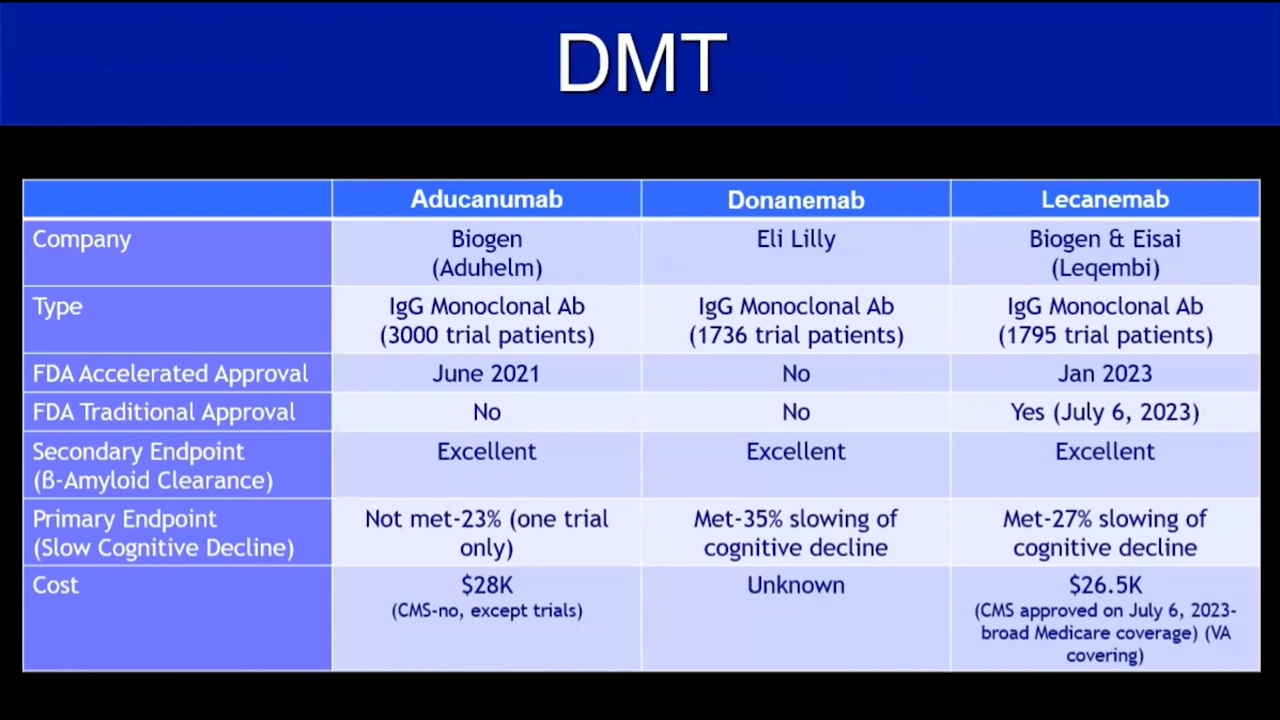 DMT
Aducanumab Donanemab Lecanemab
Company Biogen Eli Lilly Biogen & Eisai
(Aduhelm) (Leqembi)
Type IgG Monoclonal Ab IgG Monoclonal Ab IgG Monoclonal Ab
(3000 trial patients) (1736 trial patients) (1795 trial patients)
FDA Accelerated Approval June 2021 No Jan 2023
FDA Traditional Approval No No Yes (July 6, 2023)
Secondary Endpoint Excellent Excellent Excellent
(ß-Amyloid Clearance)
Primary Endpoint Not met-23% (one trial Met-35% slowing of Met-27% slowing of
(Slow Cognitive Decline) only) cognitive decline cognitive decline
Cost $28K Unknown $26.5K
(CMS-no, except trials) (CMS approved on July 6, 2023-
broad Medicare coverage) (VA
covering)